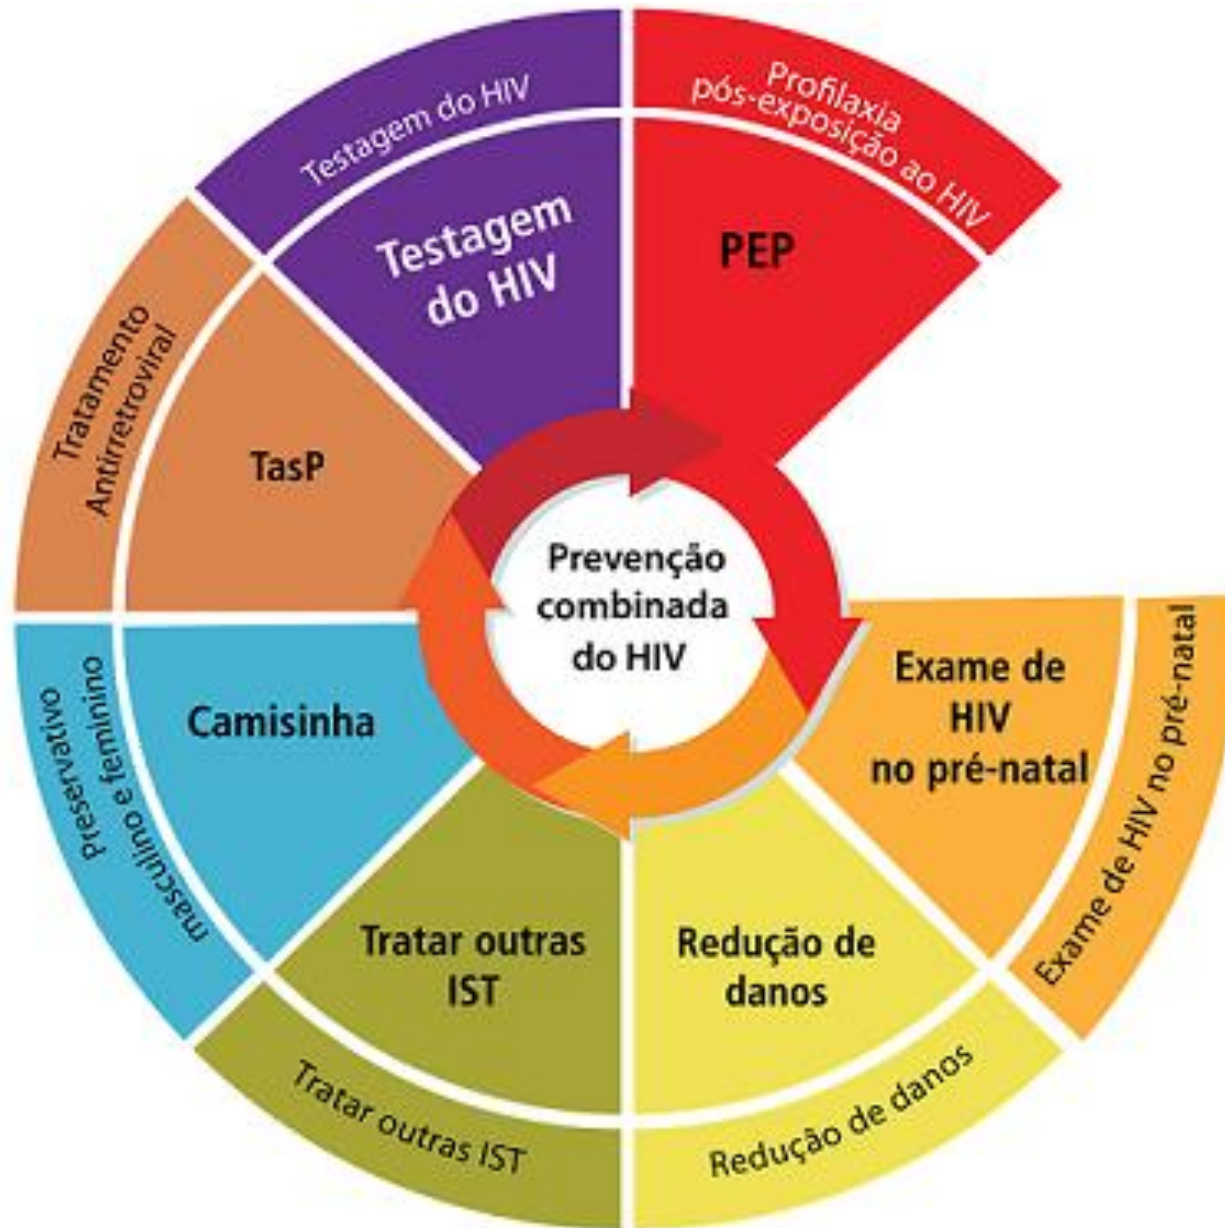 Prevenção
combinada
do HIV
Profilaxia
pós-exposição ao HIV
PEP
Exame de HIV no pré-natal
Exame de
HIV
no pré-natal
Redução de danos
Redução de
danos
Tratar outras IST
Tratar outras
IST
Preservativo
masculino e feminino
Camisinha
Tratamento
Antirretroviral
TasP
Testagem do HIV
Testagem
do HIV